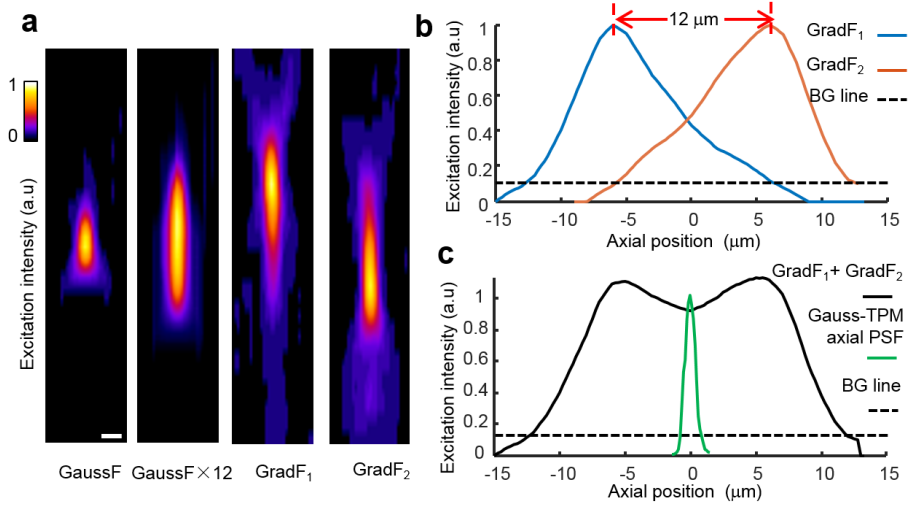 a
1
0
Excitation intensity (a.u)
GaussF
GaussF×12
GradF₁
GradF₂
b
12 μm
GradF₁
GradF₂
BG line
Excitation intensity (a.u)
1
0.8
0.6
0.4
0.2
0
-15
-10
-5
0
5
10
15
Axial position (μm)
c
GradF₁+ GradF₂
Gauss-TPM
axial PSF
BG line
Excitation intensity (a.u)
1
0.8
0.6
0.4
0.2
0
-15
-10
-5
0
5
10
15
Axial position (μm)